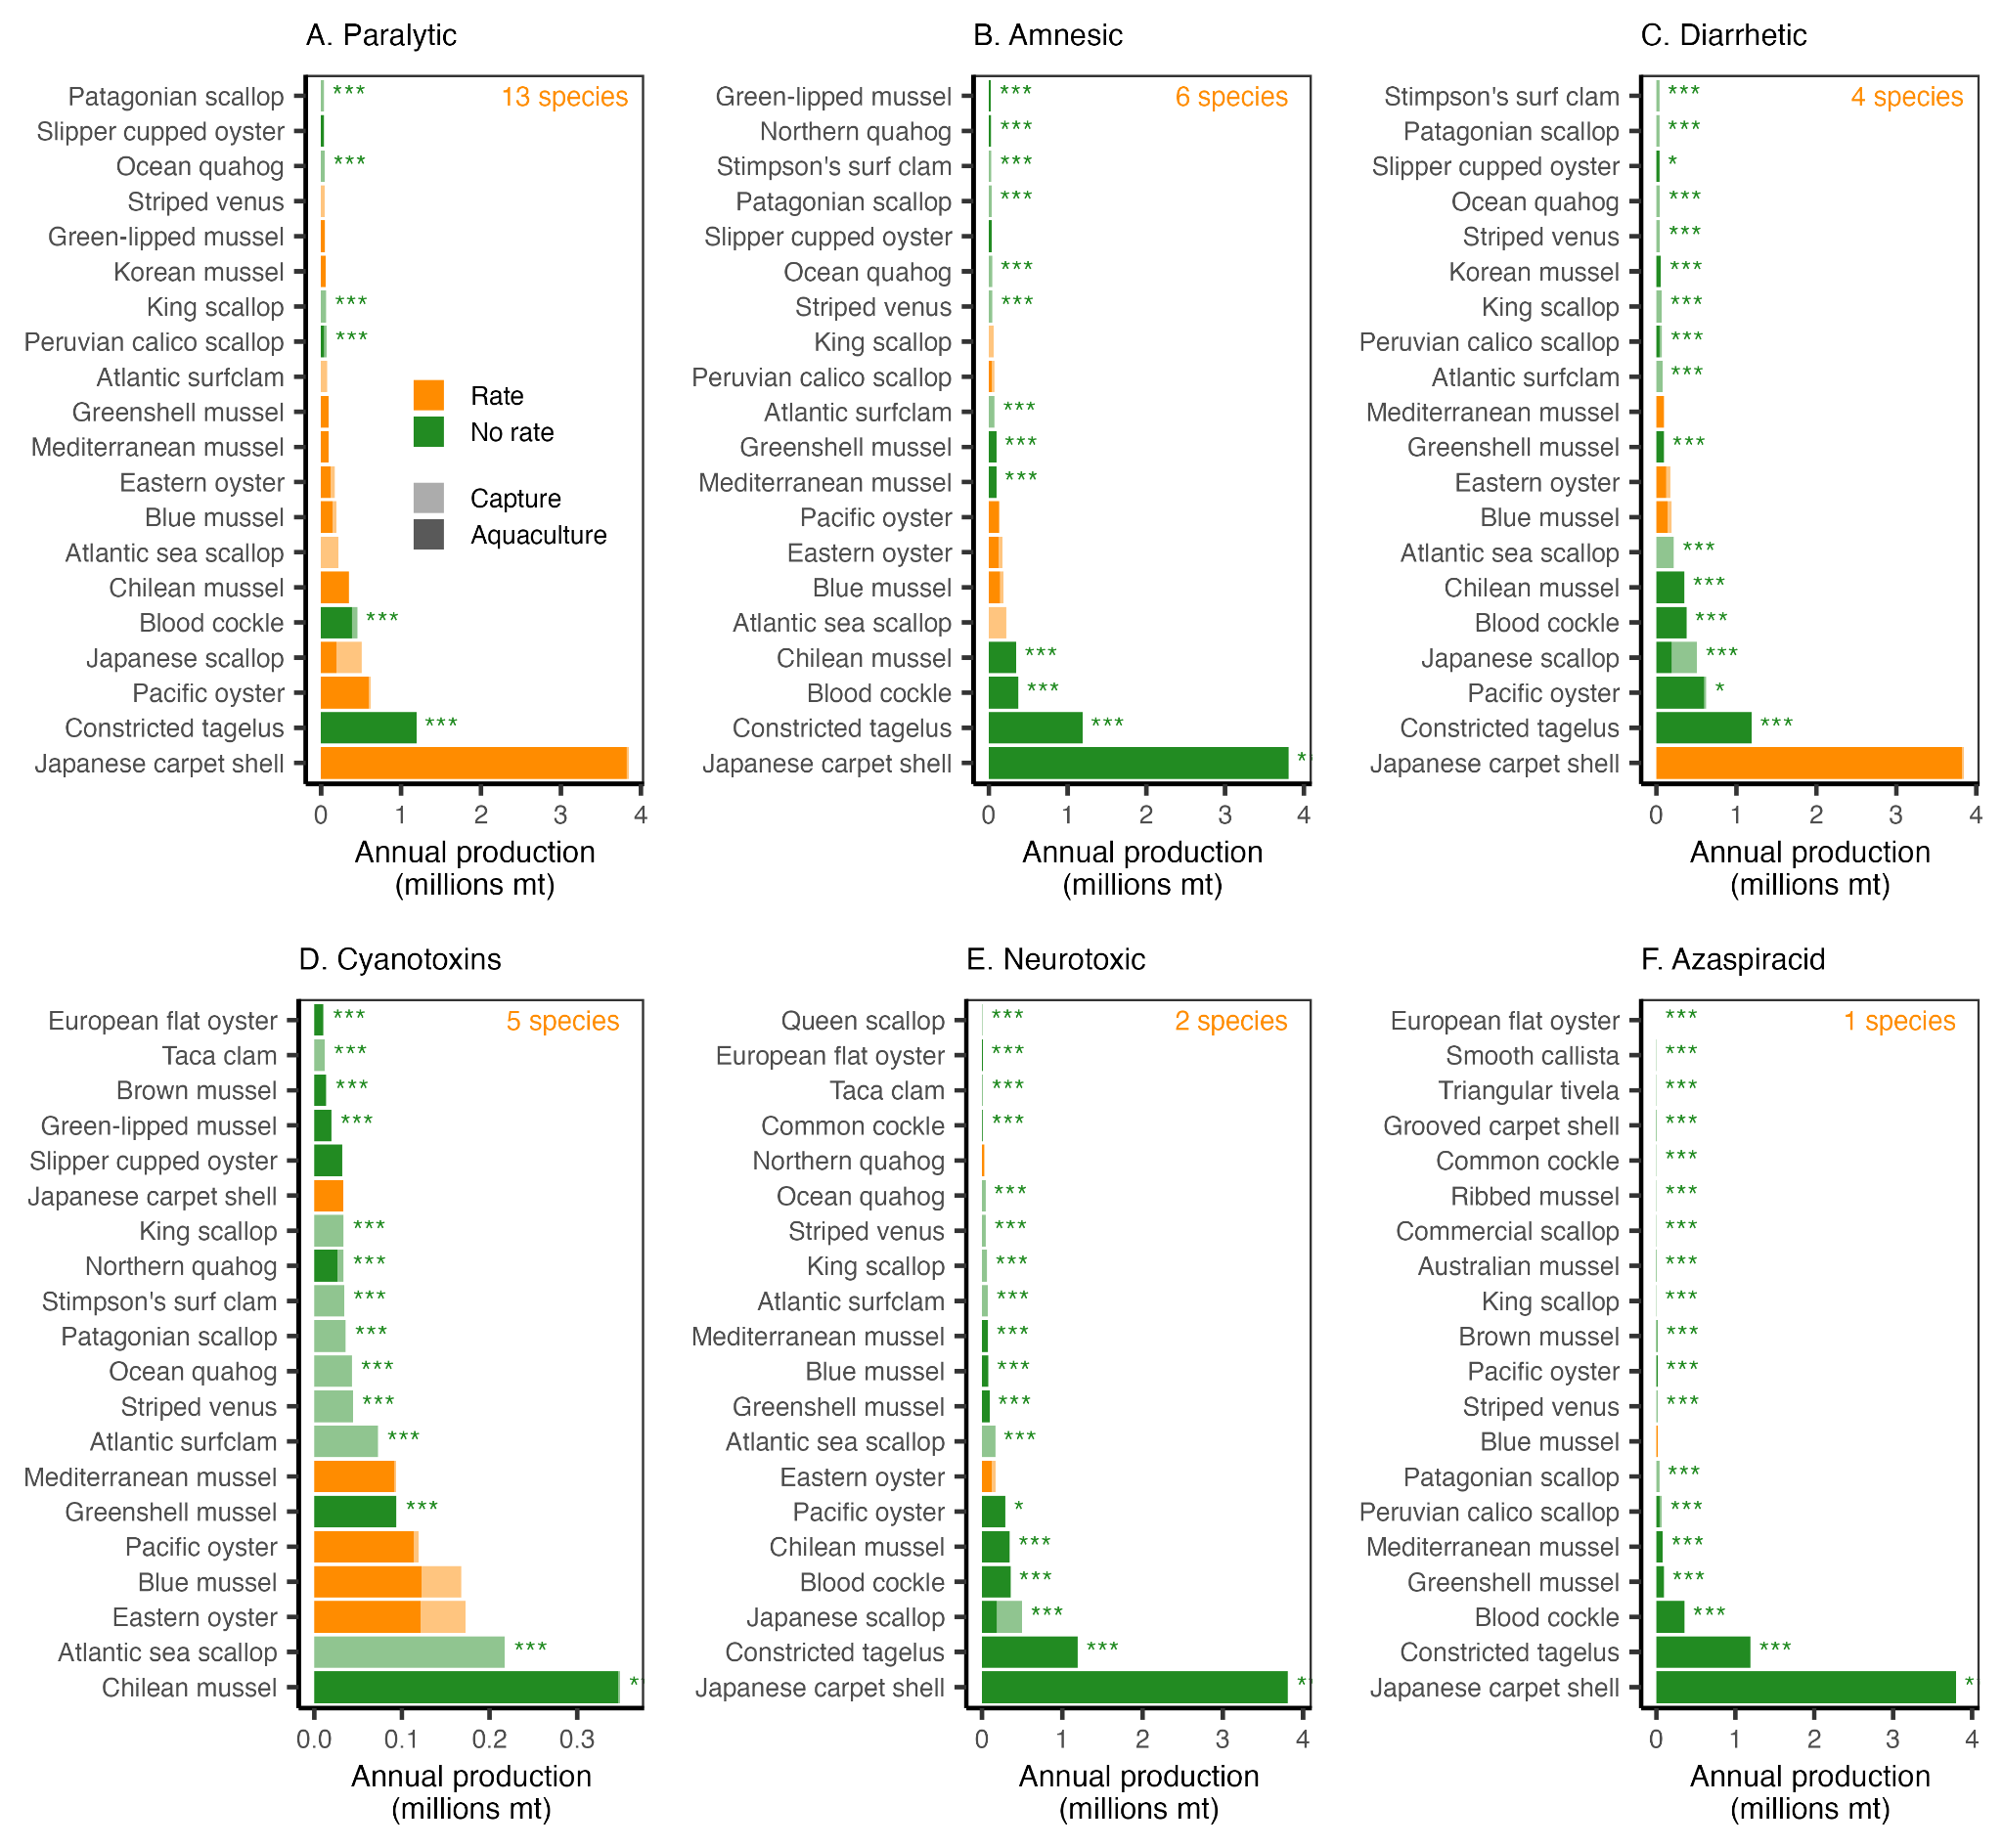 A. Paralytic
Patagonian scallop ***
13 species
Slipper cupped oyster
Ocean quahog ***
Striped venus
Green-lipped mussel
Korean mussel
King scallop ***
Peruvian calico scallop ***
Atlantic surfclam
Greenshell mussel
Mediterranean mussel
Eastern oyster
Blue mussel
Atlantic sea scallop
Chilean mussel
Blood cockle ***
Japanese scallop
Pacific oyster
Constricted tagelus ***
Japanese carpet shell
Rate
No rate
Capture
Aquaculture
0 1 2 3 4
Annual production
(millions mt)
B. Amnesic
Green-lipped mussel ***
6 species
Northern quahog ***
Stimpson's surf clam ***
Patagonian scallop ***
Slipper cupped oyster
Ocean quahog ***
Striped venus ***
King scallop
Peruvian calico scallop
Atlantic surfclam ***
Greenshell mussel ***
Mediterranean mussel ***
Pacific oyster
Eastern oyster
Blue mussel
Atlantic sea scallop
Chilean mussel ***
Blood cockle ***
Constricted tagelus ***
Japanese carpet shell *
0 1 2 3 4
Annual production
(millions mt)
C. Diarrhetic
Stimpson's surf clam ***
4 species
Patagonian scallop ***
Slipper cupped oyster *
Ocean quahog ***
Striped venus ***
Korean mussel ***
King scallop ***
Peruvian calico scallop ***
Atlantic surfclam ***
Mediterranean mussel
Greenshell mussel ***
Eastern oyster
Blue mussel
Atlantic sea scallop ***
Chilean mussel ***
Blood cockle ***
Japanese scallop ***
Pacific oyster *
Constricted tagelus ***
Japanese carpet shell
0 1 2 3 4
Annual production
(millions mt)
D. Cyanotoxins
European flat oyster ***
5 species
Taca clam ***
Brown mussel ***
Green-lipped mussel ***
Slipper cupped oyster
Japanese carpet shell
King scallop ***
Northern quahog ***
Stimpson's surf clam ***
Patagonian scallop ***
Ocean quahog ***
Striped venus ***
Atlantic surfclam ***
Mediterranean mussel
Greenshell mussel ***
Pacific oyster
Blue mussel
Eastern oyster
Atlantic sea scallop ***
Chilean mussel *
0.0 0.1 0.2 0.3
Annual production
(millions mt)
E. Neurotoxic
Queen scallop ***
2 species
European flat oyster ***
Taca clam ***
Common cockle ***
Northern quahog
Ocean quahog ***
Striped venus ***
King scallop ***
Atlantic surfclam ***
Mediterranean mussel ***
Blue mussel ***
Greenshell mussel ***
Atlantic sea scallop ***
Eastern oyster
Pacific oyster *
Chilean mussel ***
Blood cockle ***
Japanese scallop ***
Constricted tagelus ***
Japanese carpet shell *
0 1 2 3 4
Annual production
(millions mt)
F. Azaspiracid
European flat oyster ***
1 species
Smooth callista ***
Triangular tivela ***
Grooved carpet shell ***
Common cockle ***
Ribbed mussel ***
Commercial scallop ***
Australian mussel ***
King scallop ***
Brown mussel ***
Pacific oyster ***
Striped venus ***
Blue mussel
Patagonian scallop ***
Peruvian calico scallop ***
Mediterranean mussel ***
Greenshell mussel ***
Blood cockle ***
Constricted tagelus ***
Japanese carpet shell *
0 1 2 3 4
Annual production
(millions mt)